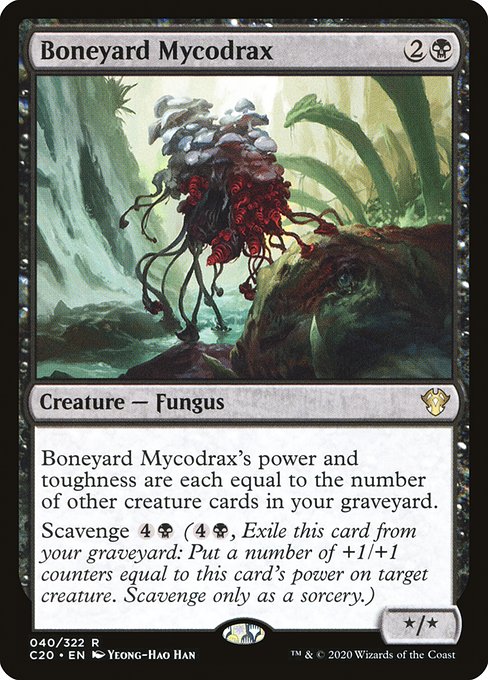 Boneyard Mycodrax 2
Creature — Fungus
Boneyard Mycodrax's power and
toughness are each equal to the number
of other creature cards in your graveyard.
Scavenge 4 (4, Exile this card from
your graveyard: Put a number of +1/+1
counters equal to this card's power on target
creature. Scavenge only as a sorcery.)
★/★
040/322 R
C20 • EN Yeong-Hao Han
™ & © 2020 Wizards of the Coast